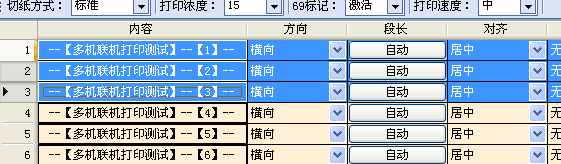 切纸方式: 标准 打印浓度: 15 69标记: 激活 打印速度: 中
内容 方向 段长 对齐
1 --【多机联机打印测试】--【1】-- 横向 自动 居中 无
2 --【多机联机打印测试】--【2】-- 横向 自动 居中 无
3 --【多机联机打印测试】--【3】-- 横向 自动 居中 无
4 --【多机联机打印测试】--【4】-- 横向 自动 居中 无
5 --【多机联机打印测试】--【5】-- 横向 自动 居中 无
6 --【多机联机打印测试】--【6】-- 横向 自动 居中 无